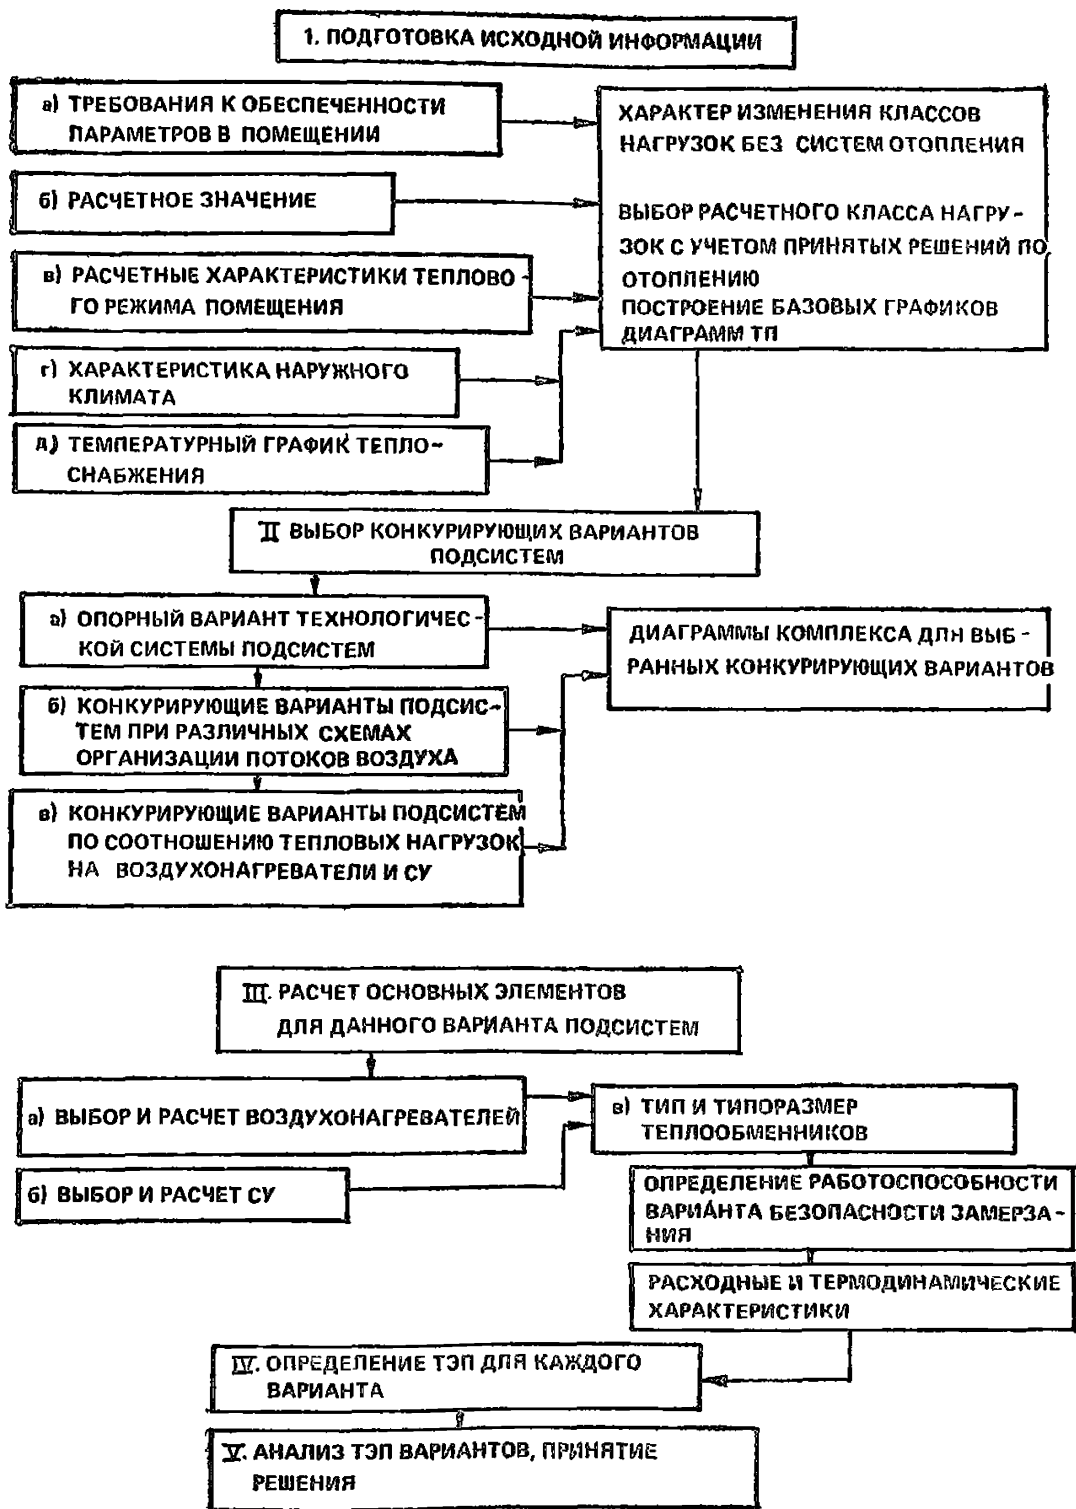 1. ПОДГОТОВКА ИСХОДНОЙ ИНФОРМАЦИИ
а) ТРЕБОВАНИЯ К ОБЕСПЕЧЕННОСТИ
ПАРАМЕТРОВ В ПОМЕЩЕНИИ
б) РАСЧЕТНОЕ ЗНАЧЕНИЕ
в) РАСЧЕТНЫЕ ХАРАКТЕРИСТИКИ ТЕПЛОВО-
ГО РЕЖИМА ПОМЕЩЕНИЯ
г) ХАРАКТЕРИСТИКА НАРУЖНОГО
КЛИМАТА
д) ТЕМПЕРАТУРНЫЙ ГРАФИК ТЕПЛО-
СНАБЖЕНИЯ
ХАРАКТЕР ИЗМЕНЕНИЯ КЛАССОВ
НАГРУЗОК БЕЗ СИСТЕМ ОТОПЛЕНИЯ
ВЫБОР РАСЧЕТНОГО КЛАССА НАГРУ-
ЗОК С УЧЕТОМ ПРИНЯТЫХ РЕШЕНИЙ ПО
ОТОПЛЕНИЮ
ПОСТРОЕНИЕ БАЗОВЫХ ГРАФИКОВ
ДИАГРАММ ТП
II ВЫБОР КОНКУРИРУЮЩИХ ВАРИАНТОВ
ПОДСИСТЕМ
а) ОПОРНЫЙ ВАРИАНТ ТЕХНОЛОГИЧЕС-
КОЙ СИСТЕМЫ ПОДСИСТЕМ
б) КОНКУРИРУЮЩИЕ ВАРИАНТЫ ПОДСИС-
ТЕМ ПРИ РАЗЛИЧНЫХ СХЕМАХ
ОРГАНИЗАЦИИ ПОТОКОВ ВОЗДУХА
в) КОНКУРИРУЮЩИЕ ВАРИАНТЫ ПОДСИСТЕМ
ПО СООТНОШЕНИЮ ТЕПЛОВЫХ НАГРУЗОК
НА ВОЗДУХОНАГРЕВАТЕЛИ И СУ
ДИАГРАММЫ КОМПЛЕКСА ДЛН ВЫБ-
РАННЫХ КОНКУРИРУЮЩИХ ВАРИАНТОВ
III. РАСЧЕТ ОСНОВНЫХ ЭЛЕМЕНТОВ
ДЛЯ ДАННОГО ВАРИАНТА ПОДСИСТЕМ
а) ВЫБОР И РАСЧЕТ ВОЗДУХОНАГРЕВАТЕЛЕЙ
б) ВЫБОР И РАСЧЕТ СУ
в) ТИП И ТИПОРАЗМЕР
ТЕПЛООБМЕННИКОВ
ОПРЕДЕЛЕНИЕ РАБОТОСПОСОБНОСТИ
ВАРИАНТА БЕЗОПАСНОСТИ ЗАМЕРЗА-
НИЯ
РАСХОДНЫЕ И ТЕРМОДИНАМИЧЕСКИЕ
ХАРАКТЕРИСТИКИ
IV. ОПРЕДЕЛЕНИЕ ТЭП ДЛЯ КАЖДОГО
ВАРИАНТА
V. АНАЛИЗ ТЭП ВАРИАНТОВ, ПРИНЯТИЕ
РЕШЕНИЯ